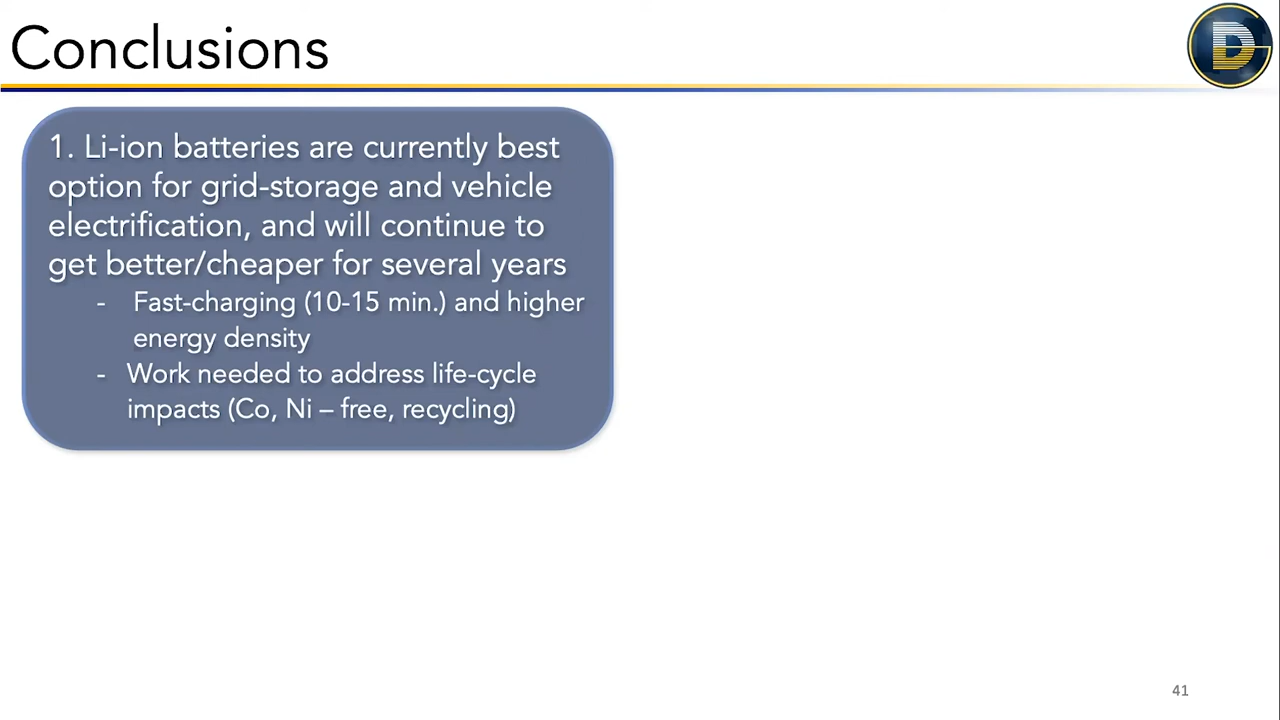 Conclusions
1. Li-ion batteries are currently best
option for grid-storage and vehicle
electrification, and will continue to
get better/cheaper for several years
- Fast-charging (10-15 min.) and higher
energy density
- Work needed to address life-cycle
impacts (Co, Ni – free, recycling)
41